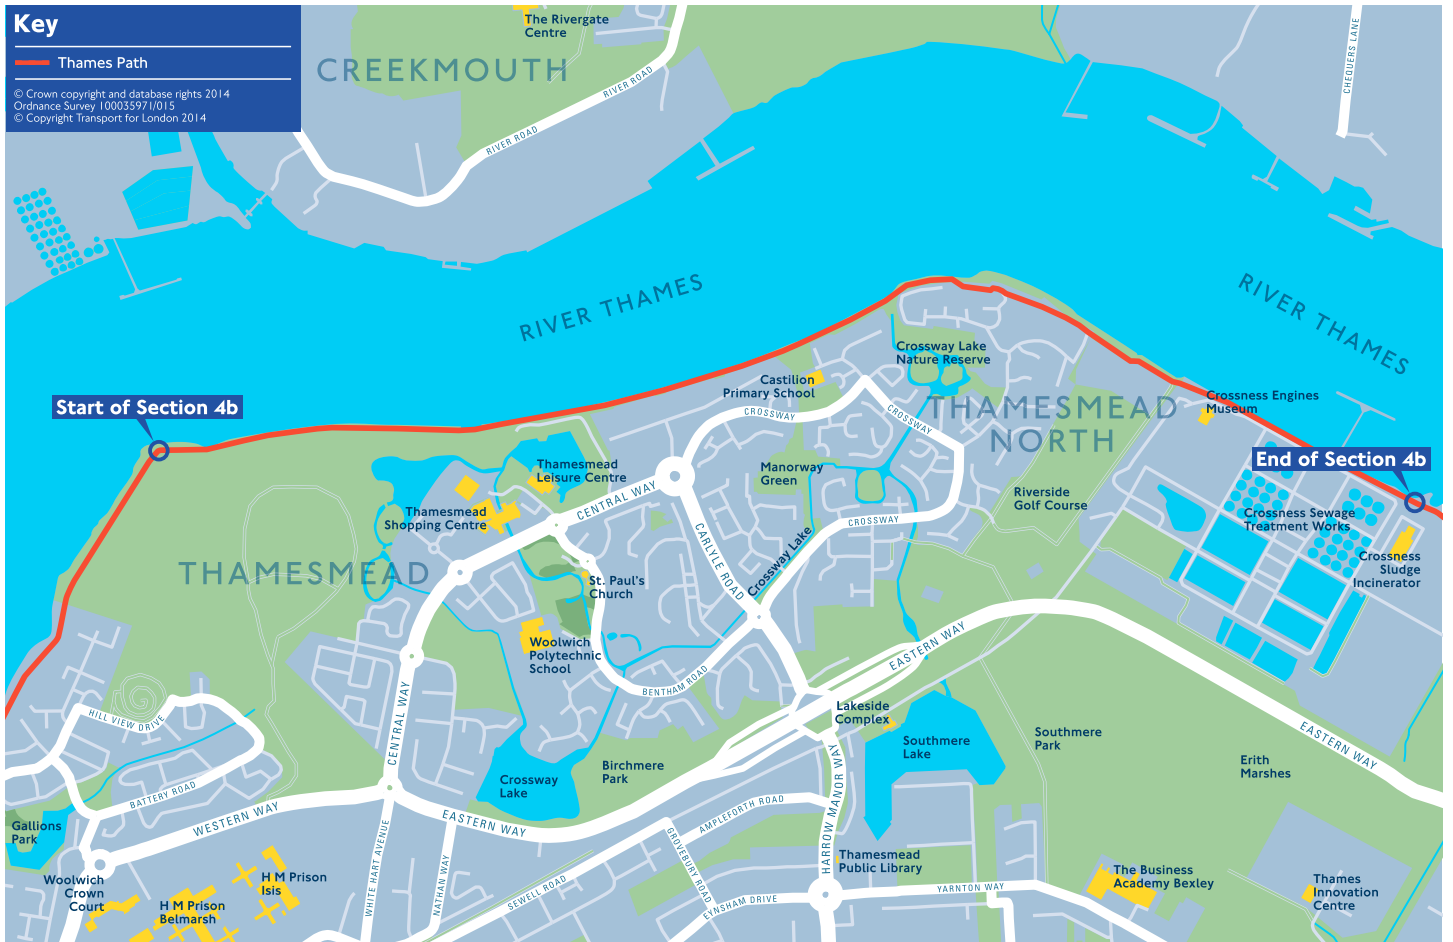 Key
Thames Path
© Crown copyright and database rights 2014
Ordnance Survey 100035971/015
© Copyright Transport for London 2014
The Rivergate
Centre
CREEKMOUTH
RIVER ROAD
RIVER ROAD
CHEQUERS LANE
RIVER THAMES
RIVER THAMES
Start of Section 4b
Crossway Lake
Nature Reserve
Castilion
Primary School
CROSSWAY
CROSSWAY
THAMESMEAD
NORTH
Crossness Engines
Museum
End of Section 4b
Thamesmead
Leisure Centre
Manorway
Green
CENTRAL WAY
Thamesmead
Shopping Centre
Riverside
Golf Course
Crossness Sewage
Treatment Works
CROSSWAY
CARLYLE ROAD
Crossway Lake
Crossness
Sludge
Incinerator
THAMESMEAD
St. Paul's
Church
Woolwich
Polytechnic
School
EASTERN WAY
BENTHAM ROAD
CENTRAL WAY
HILL VIEW DRIVE
Lakeside
Complex
Southmere
Lake
Southmere
Park
EASTERN WAY
Erith
Marshes
Birchmere
Park
Crossway
Lake
BATTERY ROAD
WESTERN WAY
EASTERN WAY
HARROW MANOR WAY
AMPLEFORTH ROAD
Gallions
Park
WHITE HART AVENUE
NATHAN WAY
GROVEBURY ROAD
SEWELL ROAD
EYNSHAM DRIVE
Thamesmead
Public Library
YARNTON WAY
The Business
Academy Bexley
Thames
Innovation
Centre
Woolwich
Crown
Court
H M Prison
Isis
H M Prison
Belmarsh